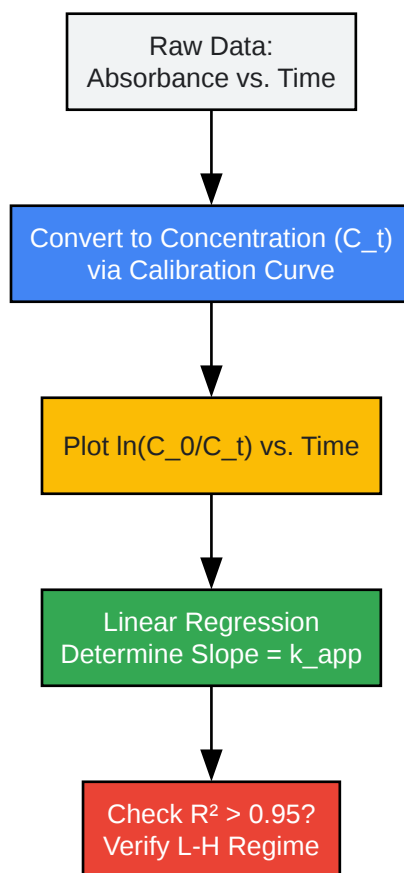 Raw Data:
Absorbance vs. Time
Convert to Concentration (C_t)
via Calibration Curve
Plot ln(C_0/C_t) vs. Time
Linear Regression
Determine Slope = k_app
Check R² > 0.95?
Verify L-H Regime